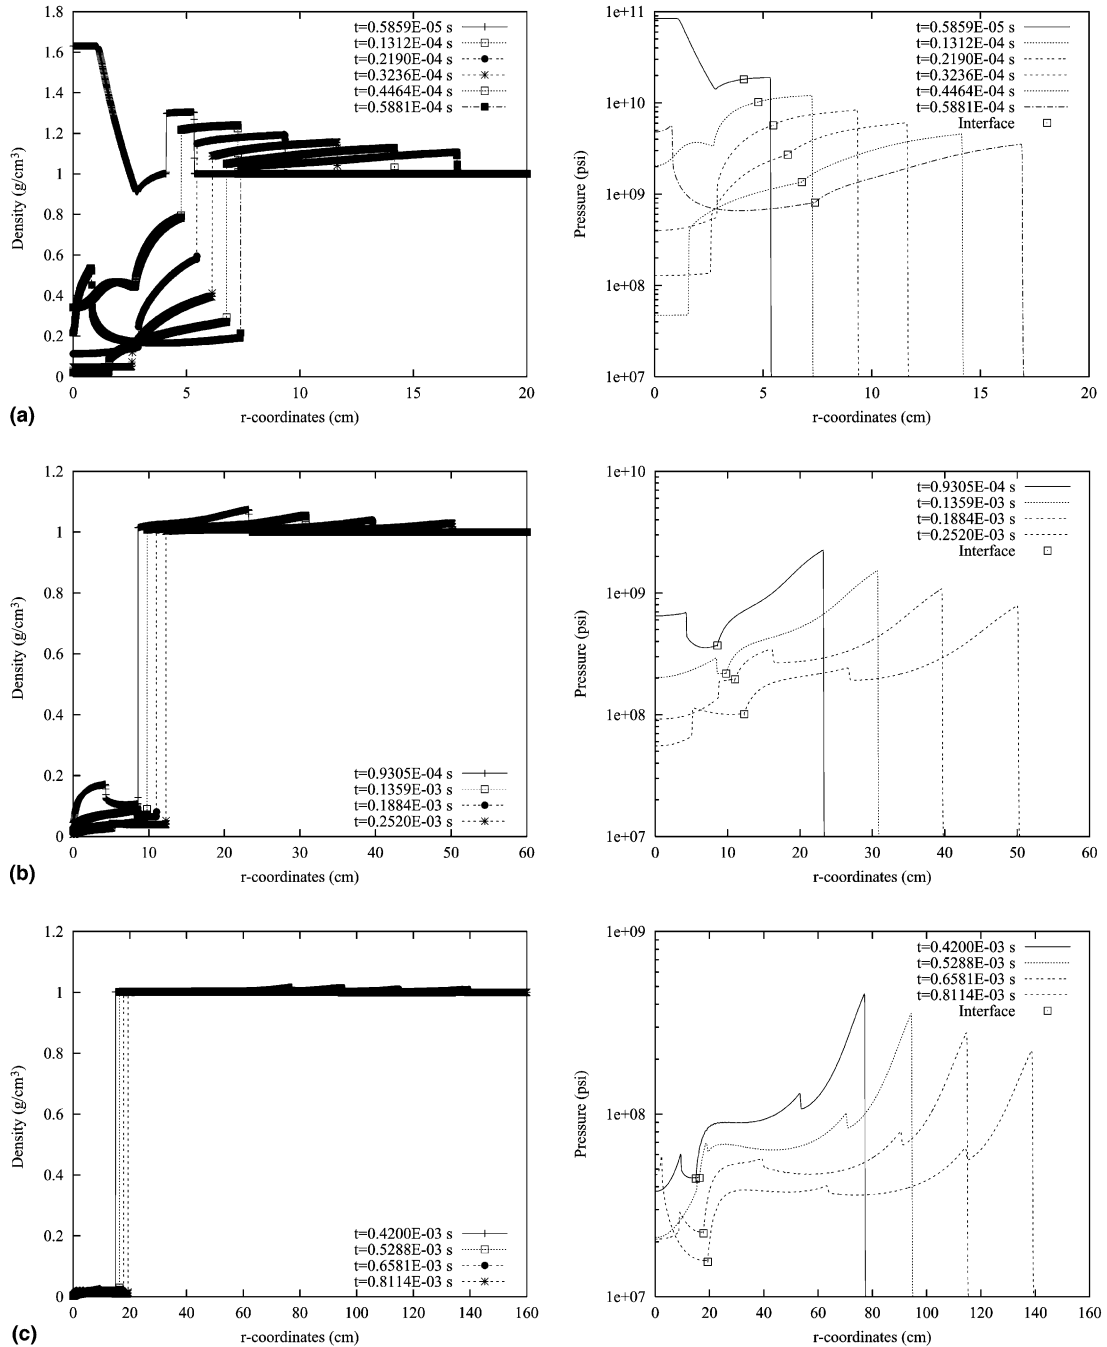 1.8
1.6
1.4
1.2
1
0.8
0.6
0.4
0.2
0
0 5 10 15 20
Density (g/cm³)
r-coordinates (cm)
t=0.5859E-05 s
t=0.1312E-04 s
t=0.2190E-04 s
t=0.3236E-04 s
t=0.4464E-04 s
t=0.5881E-04 s
(a)
1e+11
1e+10
1e+09
1e+08
1e+07
0 5 10 15 20
Pressure (psi)
r-coordinates (cm)
t=0.5859E-05 s
t=0.1312E-04 s
t=0.2190E-04 s
t=0.3236E-04 s
t=0.4464E-04 s
t=0.5881E-04 s
Interface
1.2
1
0.8
0.6
0.4
0.2
0
0 10 20 30 40 50 60
Density (g/cm³)
r-coordinates (cm)
t=0.9305E-04 s
t=0.1359E-03 s
t=0.1884E-03 s
t=0.2520E-03 s
(b)
1e+10
1e+09
1e+08
1e+07
0 10 20 30 40 50 60
Pressure (psi)
r-coordinates (cm)
t=0.9305E-04 s
t=0.1359E-03 s
t=0.1884E-03 s
t=0.2520E-03 s
Interface
1.2
1
0.8
0.6
0.4
0.2
0
0 20 40 60 80 100 120 140 160
Density (g/cm³)
r-coordinates (cm)
t=0.4200E-03 s
t=0.5288E-03 s
t=0.6581E-03 s
t=0.8114E-03 s
(c)
1e+09
1e+08
1e+07
0 20 40 60 80 100 120 140 160
Pressure (psi)
r-coordinates (cm)
t=0.4200E-03 s
t=0.5288E-03 s
t=0.6581E-03 s
t=0.8114E-03 s
Interface